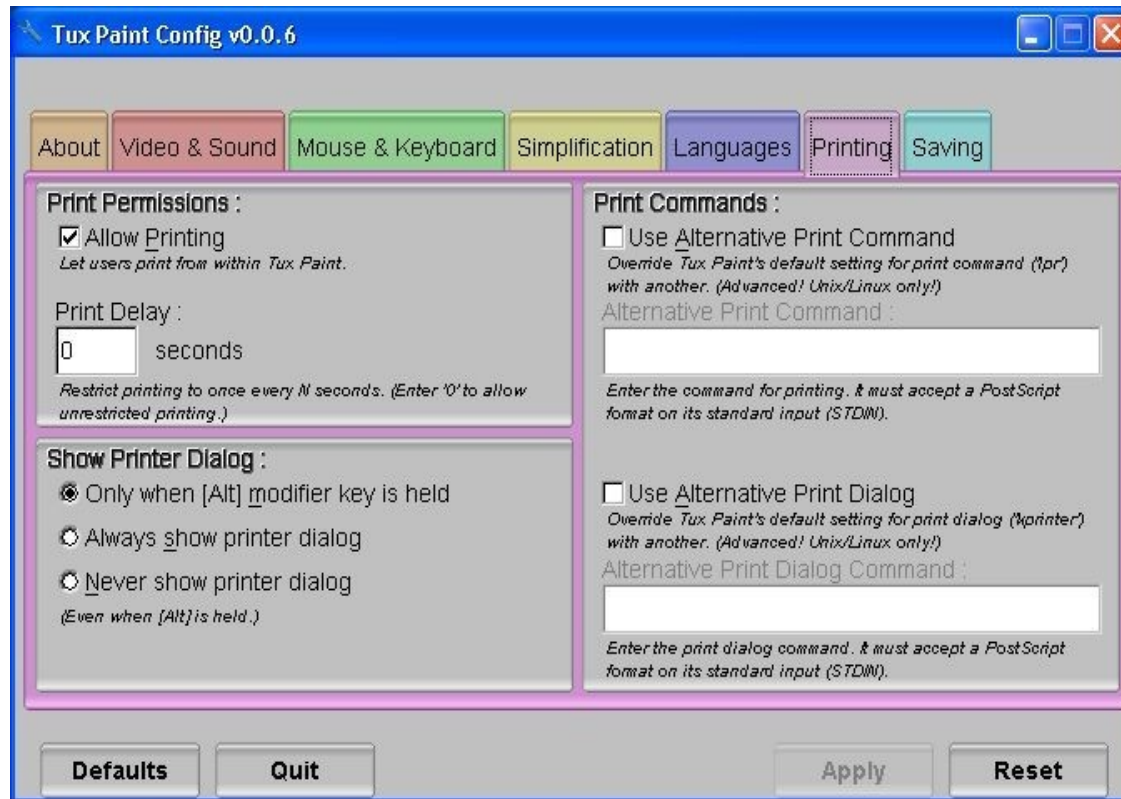 Tux Paint Config v0.0.6
About Video & Sound Mouse & Keyboard Simplification Languages Printing Saving
Print Permissions :
Allow Printing
Let users print from within Tux Paint.
Print Delay :
0 seconds
Restrict printing to once every N seconds. (Enter '0' to allow
unrestricted printing.)
Show Printer Dialog :
Only when [Alt] modifier key is held
Always show printer dialog
Never show printer dialog
(Even when [Alt] is held.)
Print Commands :
Use Alternative Print Command
Override Tux Paint's default setting for print command ('lpr')
with another. (Advanced! Unix/Linux only!)
Alternative Print Command :
Enter the command for printing. It must accept a PostScript
format on its standard input (STDIN).
Use Alternative Print Dialog
Override Tux Paint's default setting for print dialog ('kprinter')
with another. (Advanced! Unix/Linux only!)
Alternative Print Dialog Command :
Enter the print dialog command. It must accept a PostScript
format on its standard input (STDIN).
Defaults Quit Apply Reset